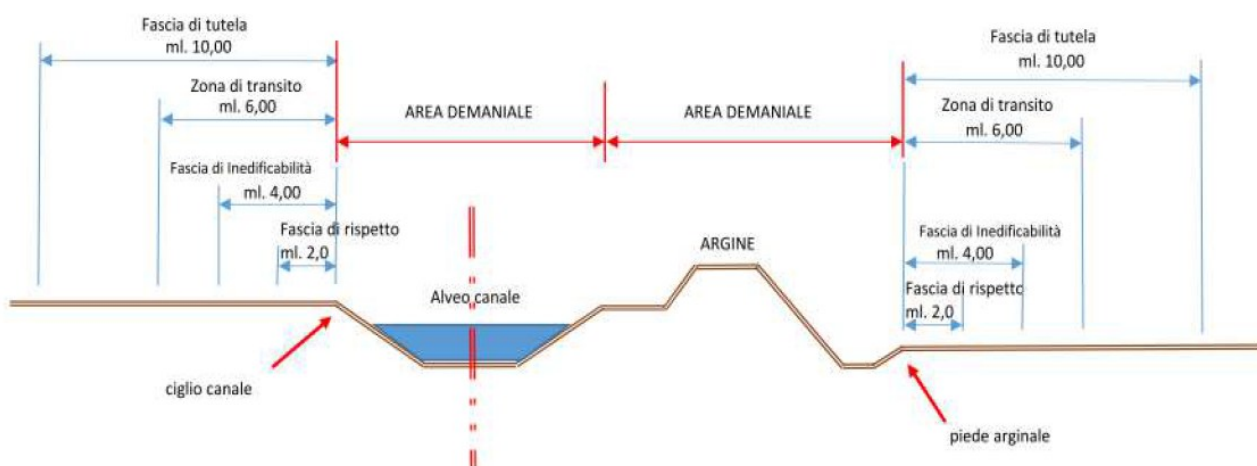 Fascia di tutela
ml. 10,00
Zona di transito
ml. 6,00
Fascia di Inedificabilità
ml. 4,00
Fascia di rispetto
ml. 2,0
AREA DEMANIALE
AREA DEMANIALE
Fascia di tutela
ml. 10,00
Zona di transito
ml. 6,00
Fascia di Inedificabilità
ml. 4,00
Fascia di rispetto
ml. 2,0
ARGINE
Alveo canale
ciglio canale
piede arginale